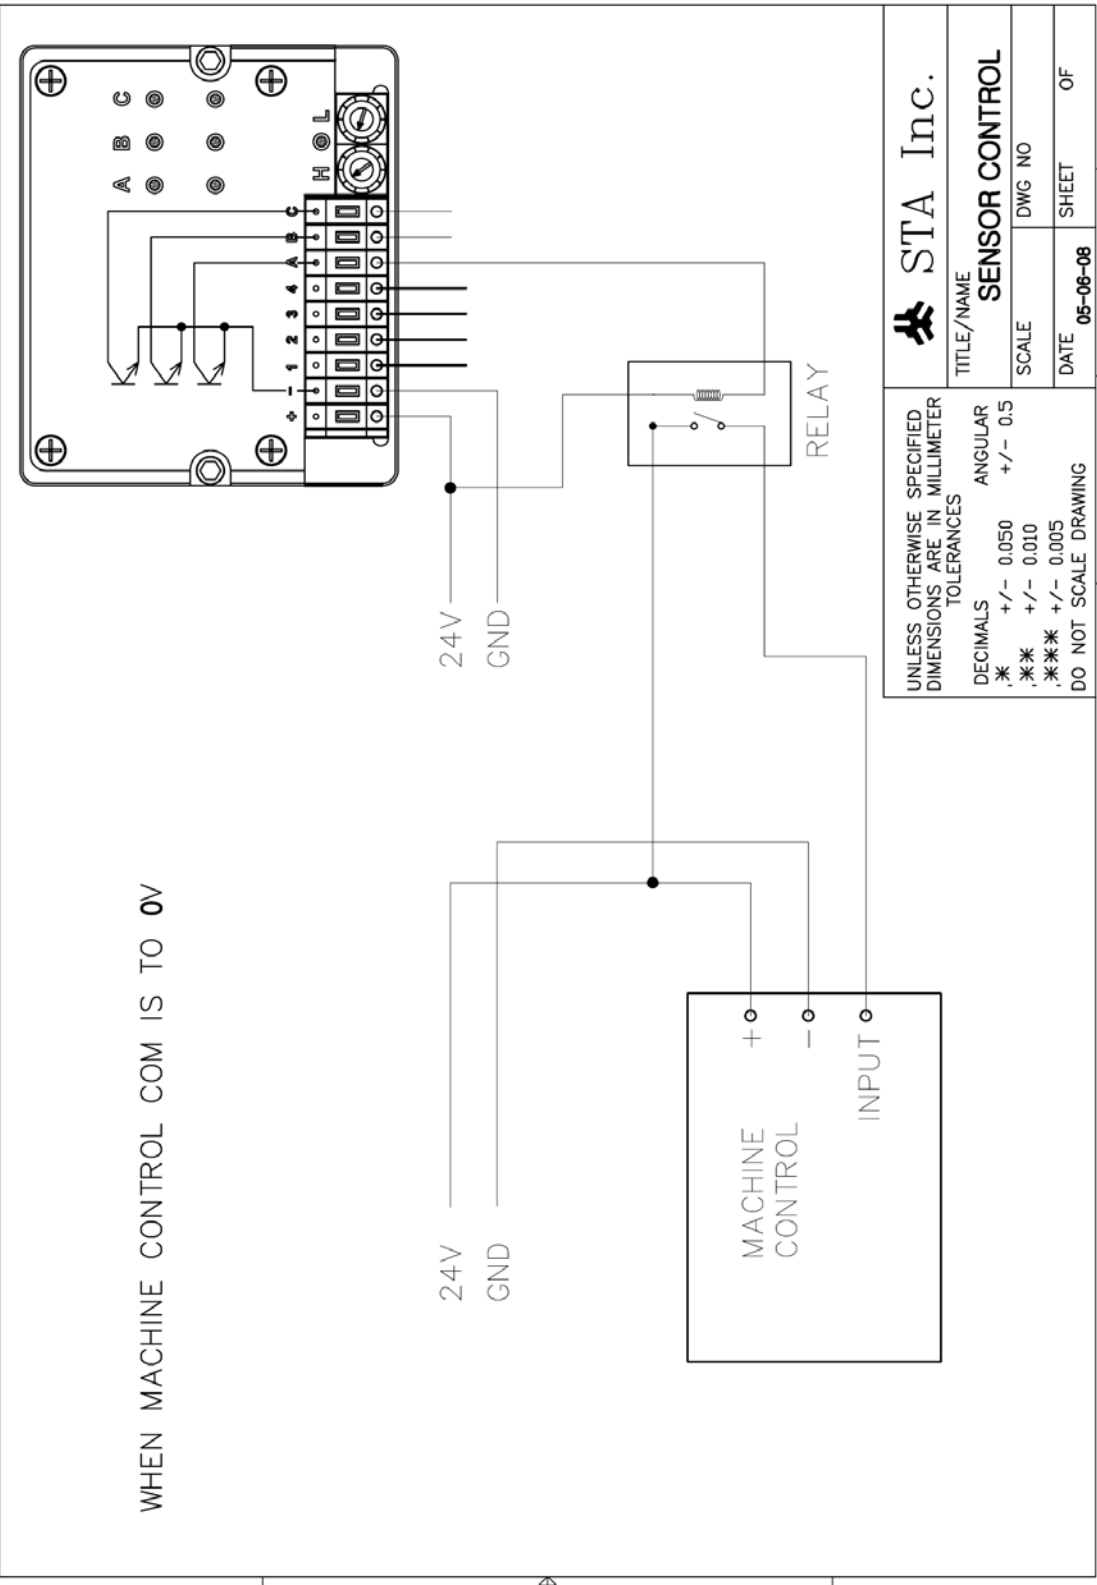 WHEN MACHINE CONTROL COM IS TO 0V
A B C
H L
+ - 1 2 3 4 A B C
24V
GND
24V
GND
RELAY
MACHINE
CONTROL
+
-
INPUT
UNLESS OTHERWISE SPECIFIED
DIMENSIONS ARE IN MILLIMETER
TOLERANCES
DECIMALS ANGULAR
.* +/- 0.050 +/- 0.5
.** +/- 0.010
.*** +/- 0.005
DO NOT SCALE DRAWING
STA Inc.
TITLE/NAME
SENSOR CONTROL
SCALE DWG NO
DATE 05-06-08 SHEET OF